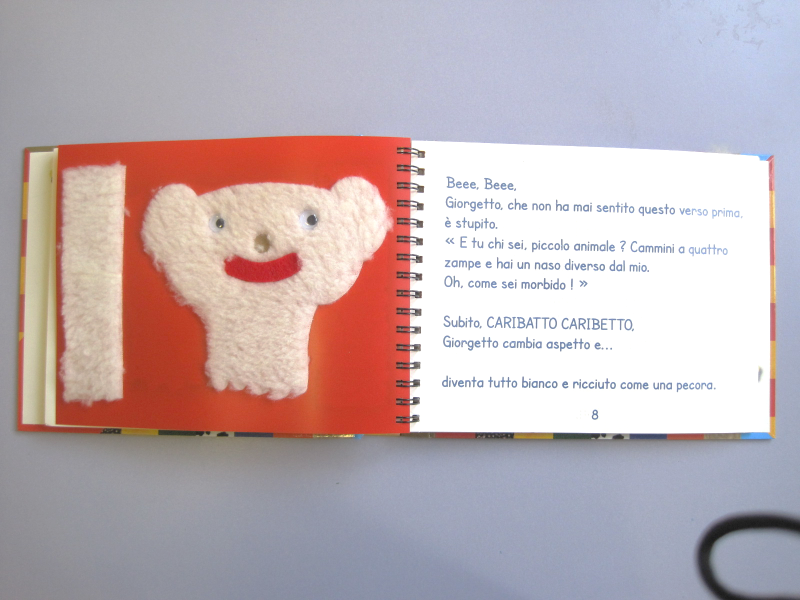 Beee, Beee,
Giorgetto, che non ha mai sentito questo verso prima,
è stupito.
« E tu chi sei, piccolo animale ? Cammini a quattro
zampe e hai un naso diverso dal mio.
Oh, come sei morbido ! »
Subito, CARIBATTO CARIBETTO,
Giorgetto cambia aspetto e...
diventa tutto bianco e ricciuto come una pecora.
8